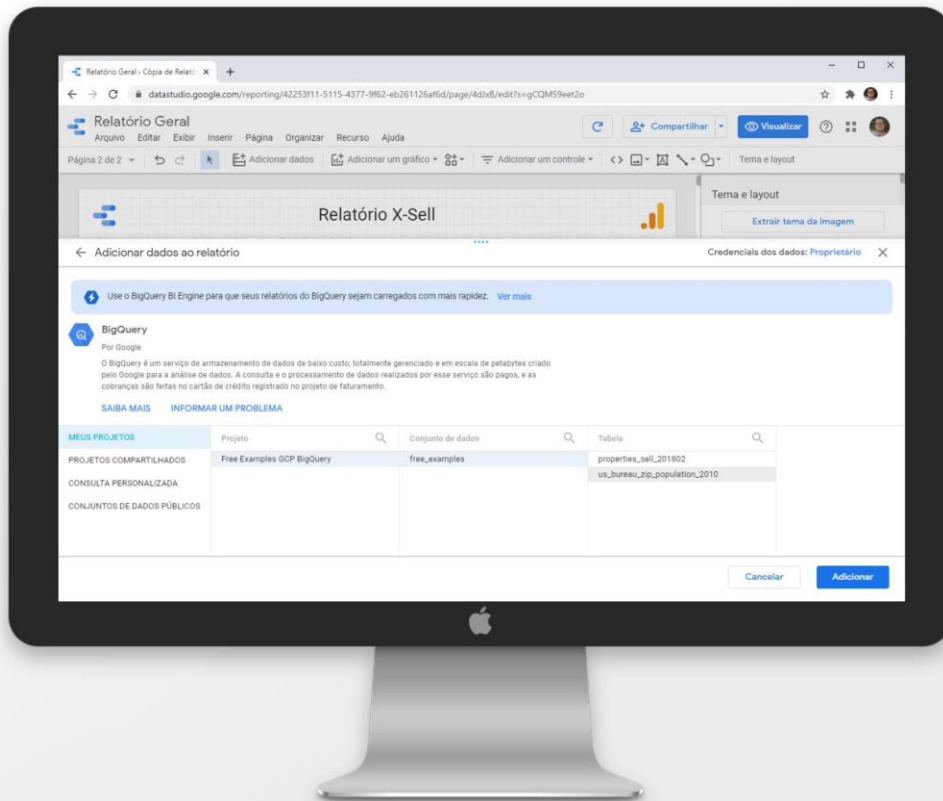 Relatório Geral › Cópia de Relató
datastudio.google.com/reporting/42253f11-5115-4377-9f62-eb261126af6d/page/4dJxB/edit?s=gCQMS9eet2o
Relatório Geral
Arquivo Editar Exibir Inserir Página Organizar Recurso Ajuda
Compartilhar
Visualizar
Página 2 de 2
Adicionar dados
Adicionar um gráfico
Adicionar um controle
Tema e layout
Relatório X-Sell
Tema e layout
Extrair tema da imagem
Adicionar dados ao relatório
Credenciais dos dados: Proprietário
Use o BigQuery BI Engine para que seus relatórios do BigQuery sejam carregados com mais rapidez. Ver mais
BigQuery
Por Google
O BigQuery é um serviço de armazenamento de dados de baixo custo, totalmente gerenciado e em escala de petabytes criado
pelo Google para a análise de dados. A consulta e o processamento de dados realizados por esse serviço são pagos, e as
cobranças são feitas no cartão de crédito registrado no projeto de faturamento.
SAIBA MAIS INFORMAR UM PROBLEMA
MEUS PROJETOS
PROJETOS COMPARTILHADOS
CONSULTA PERSONALIZADA
CONJUNTOS DE DADOS PÚBLICOS
Projeto
Free Examples GCP BigQuery
Conjunto de dados
free_examples
Tabela
properties_sell_201802
us_bureau_zip_population_2010
Cancelar
Adicionar